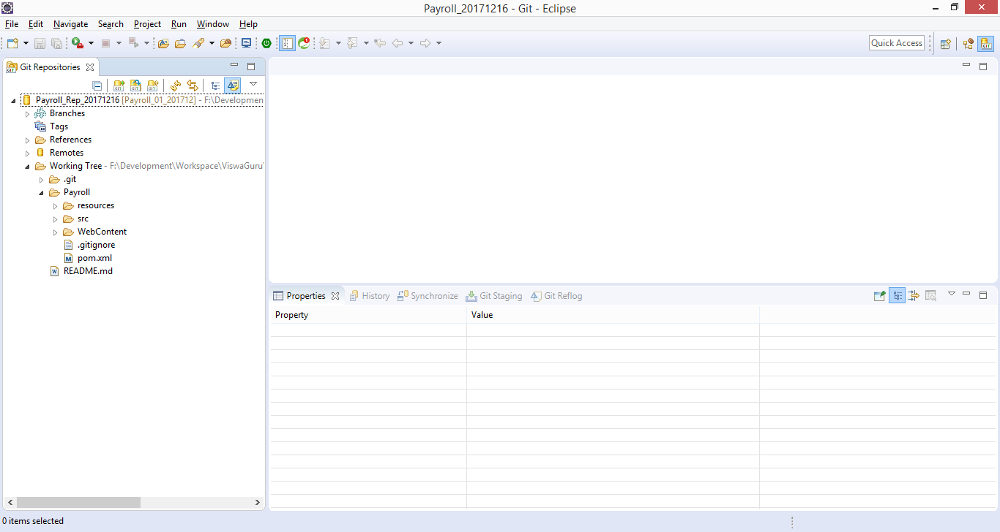 Payroll_20171216 - Git - Eclipse
File Edit Navigate Search Project Run Window Help
Quick Access
Git Repositories
Payroll_Rep_20171216 [Payroll_01_201712] - F:\Developmen
Branches
Tags
References
Remotes
Working Tree - F:\Development\Workspace\ViswaGuru
.git
Payroll
resources
src
WebContent
.gitignore
pom.xml
README.md
Properties History Synchronize Git Staging Git Reflog
Property Value
0 items selected